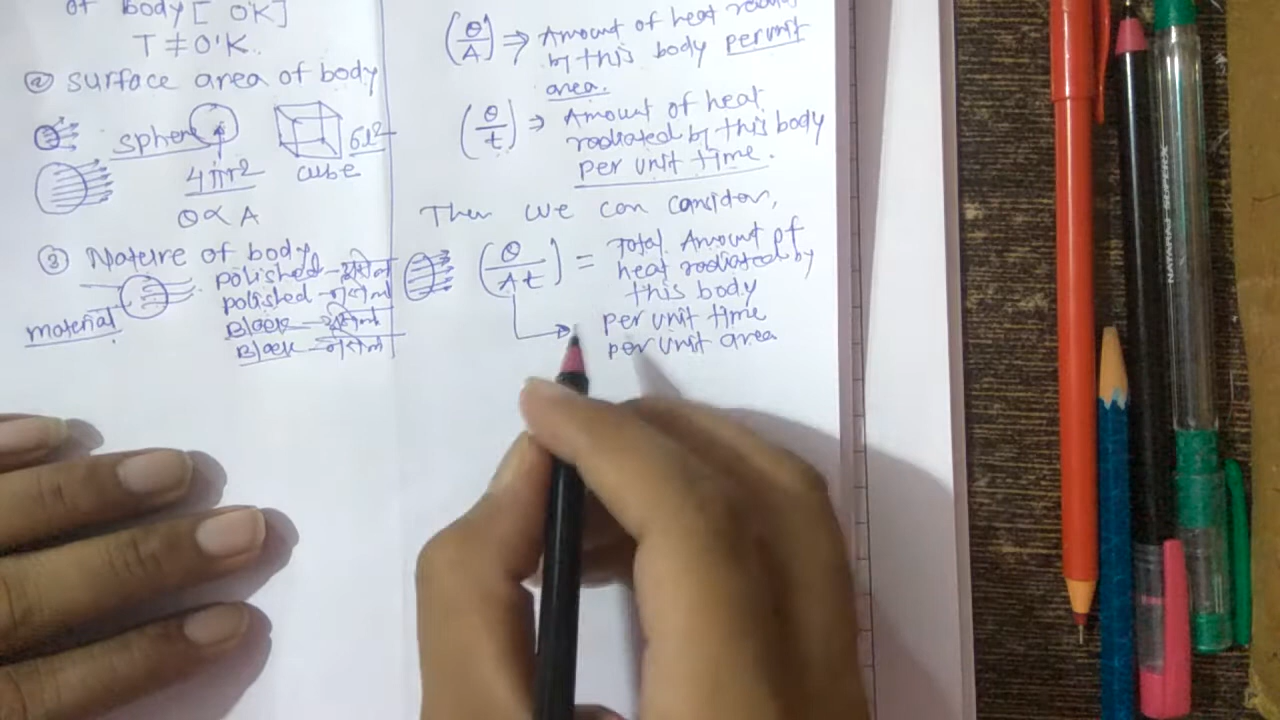 of body [ 0'K]
T ≠ 0'K.
② surface area of body
sphere
6l²
4πr²
cube
Θ ∝ A
③ Nature of body
polished
polished
material
Black
Black
(Θ/A) ⇒ Amount of heat
by this body per unit
area.
(Θ/t) ⇒ Amount of heat
radiated by this body
per unit time.
Then we can consider,
(Θ/At) = Total Amount of
heat radiated by
this body
per unit time
per unit area
NATARAJ SUPERX